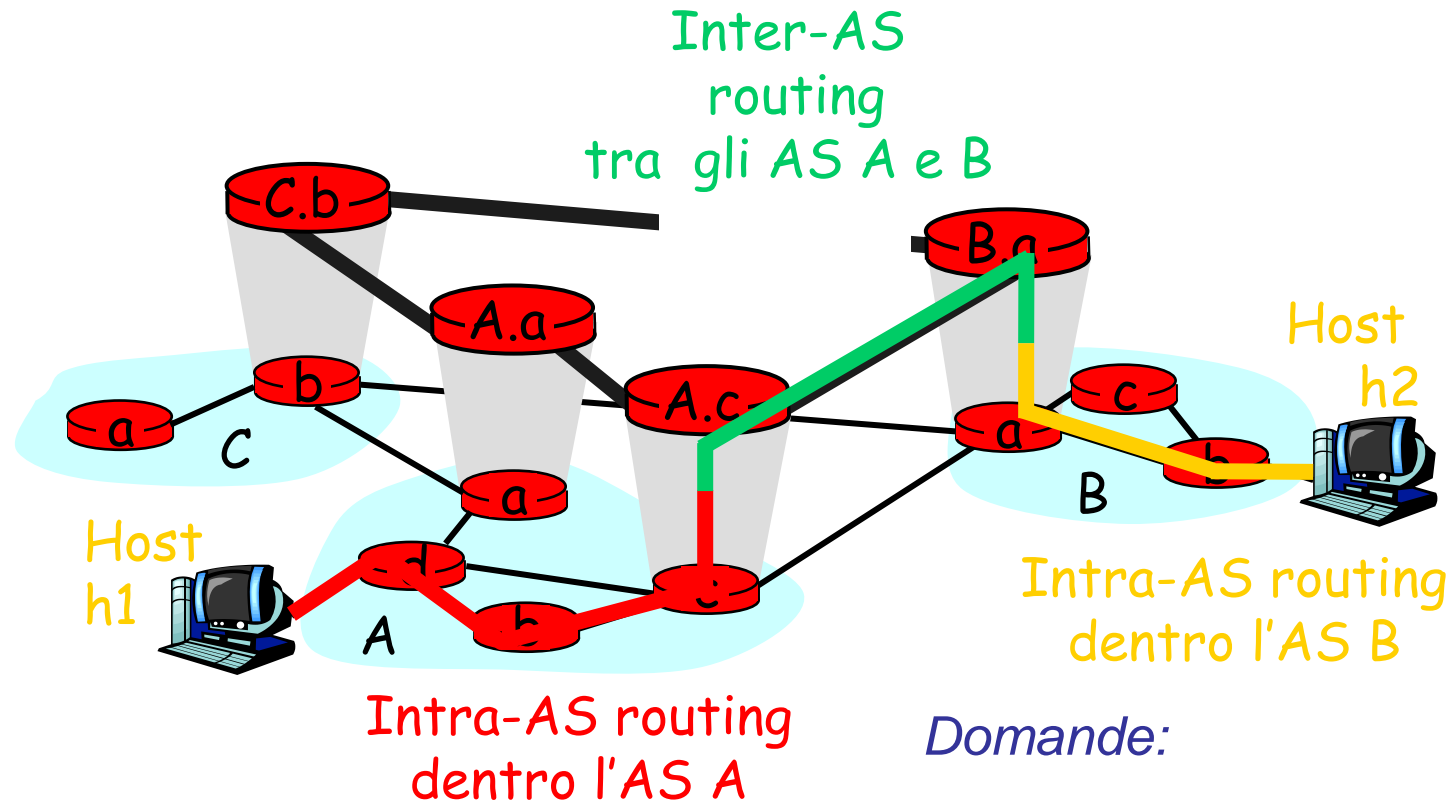 Inter-AS
routing
tra gli AS A e B
C.b
B.a
A.a
Host
h2
A.c
b
c
a
a
C
b
a
B
Host
h1
d
c
b
A
Intra-AS routing
dentro l'AS B
Intra-AS routing
dentro l'AS A
Domande: